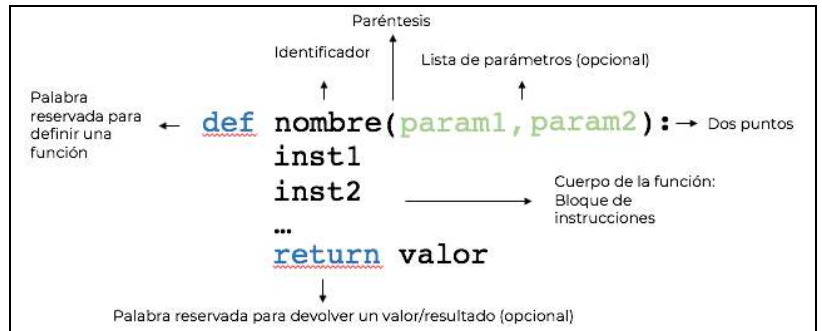 Paréntesis
Identificador
Lista de parámetros (opcional)
Palabra
reservada para
definir una
función
def nombre(param1,param2):
Dos puntos
inst1
inst2
Cuerpo de la función:
Bloque de
instrucciones
…
return valor
Palabra reservada para devolver un valor/resultado (opcional)